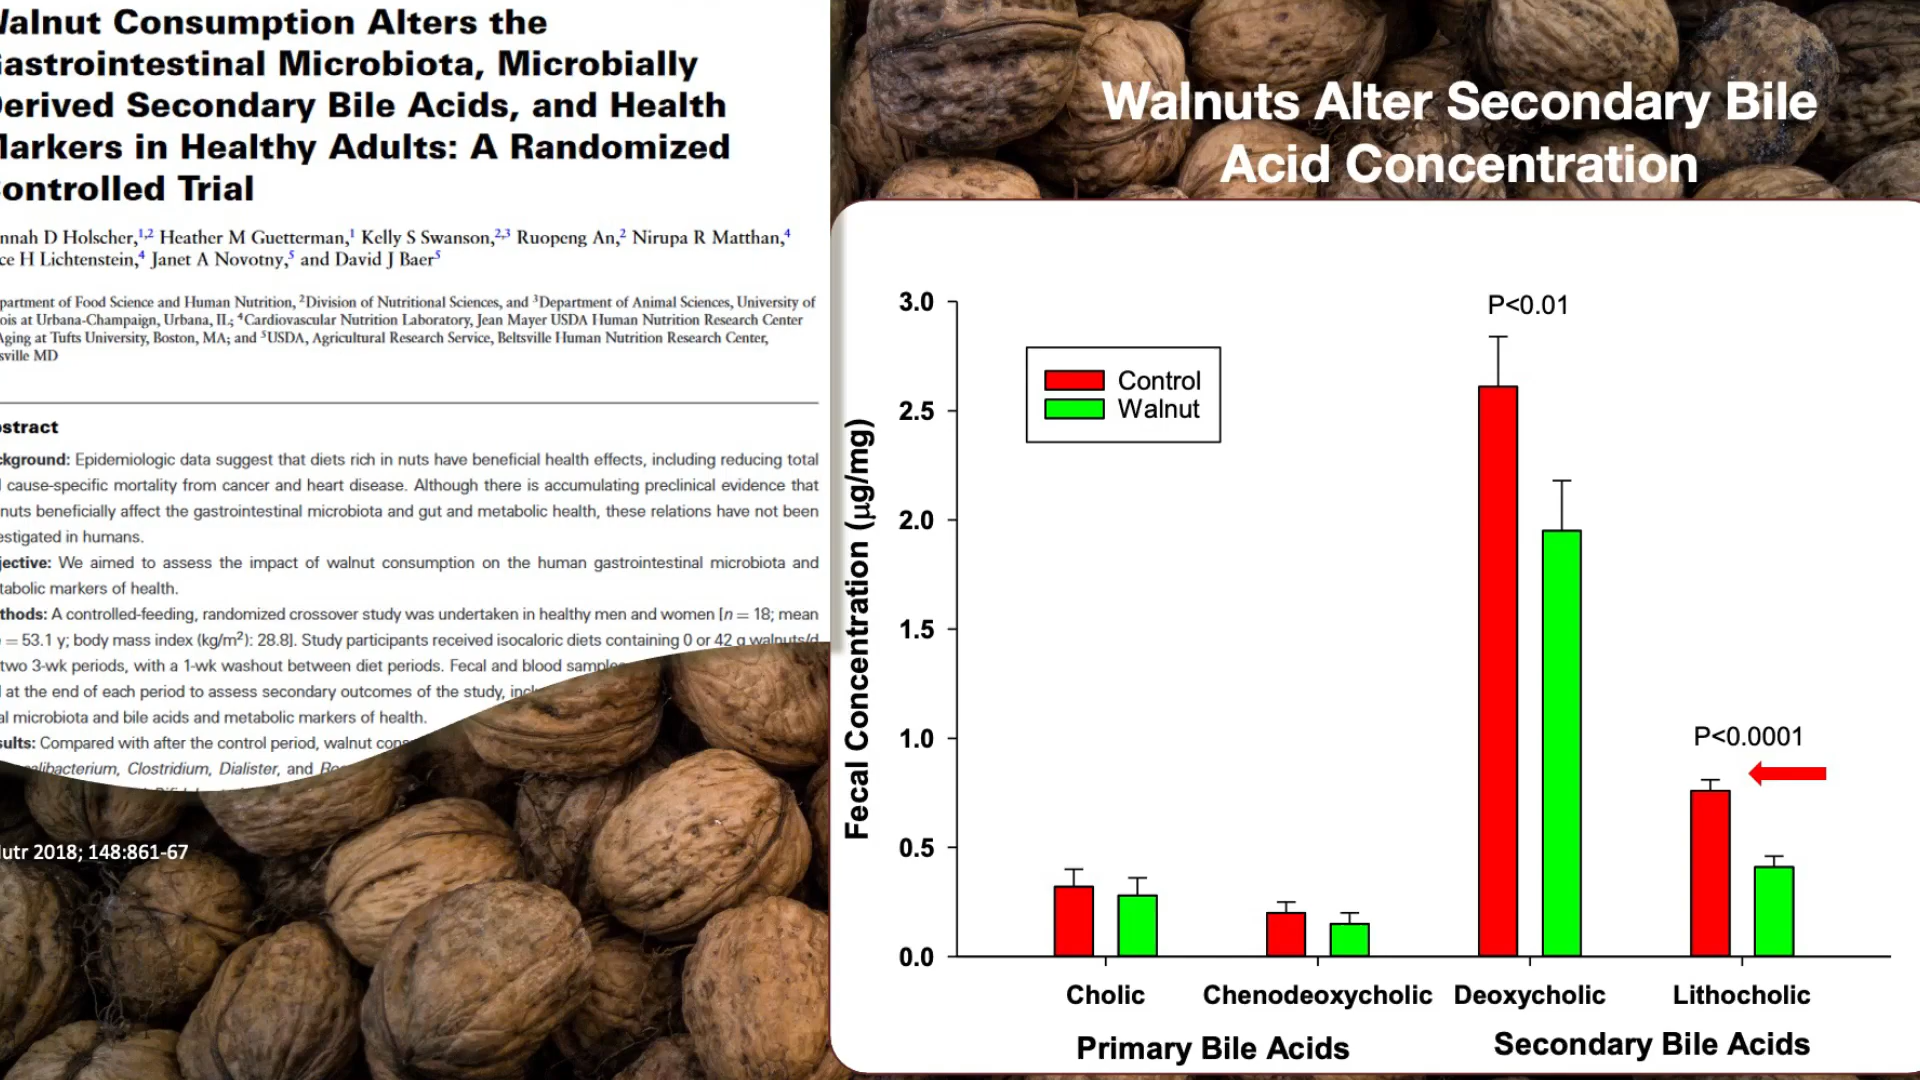 Walnut Consumption Alters the
Gastrointestinal Microbiota, Microbially
Derived Secondary Bile Acids, and Health
Markers in Healthy Adults: A Randomized
Controlled Trial
nnah D Holscher,1,2 Heather M Guetterman,1 Kelly S Swanson,2,3 Ruopeng An,2 Nirupa R Matthan,4
ce H Lichtenstein,4 Janet A Novotny,5 and David J Baer5
partment of Food Science and Human Nutrition, 2Division of Nutritional Sciences, and 3Department of Animal Sciences, University of
ois at Urbana-Champaign, Urbana, IL; 4Cardiovascular Nutrition Laboratory, Jean Mayer USDA Human Nutrition Research Center
Aging at Tufts University, Boston, MA; and 5USDA, Agricultural Research Service, Beltsville Human Nutrition Research Center,
sville MD
stract
kground: Epidemiologic data suggest that diets rich in nuts have beneficial health effects, including reducing total
cause-specific mortality from cancer and heart disease. Although there is accumulating preclinical evidence that
nuts beneficially affect the gastrointestinal microbiota and gut and metabolic health, these relations have not been
estigated in humans.
jective: We aimed to assess the impact of walnut consumption on the human gastrointestinal microbiota and
tabolic markers of health.
thods: A controlled-feeding, randomized crossover study was undertaken in healthy men and women [n = 18; mean
= 53.1 y; body mass index (kg/m2): 28.8]. Study participants received isocaloric diets containing 0 or 42 g walnuts/d
two 3-wk periods, with a 1-wk washout between diet periods. Fecal and blood sample
at the end of each period to assess secondary outcomes of the study, incl
al microbiota and bile acids and metabolic markers of health.
sults: Compared with after the control period, walnut cons
calibacterium, Clostridium, Dialister, and Ro
utr 2018; 148:861-67
Walnuts Alter Secondary Bile
Acid Concentration
Fecal Concentration (µg/mg)
3.0
2.5
2.0
1.5
1.0
0.5
0.0
Control
Walnut
P<0.01
P<0.0001
Cholic Chenodeoxycholic Deoxycholic Lithocholic
Primary Bile Acids Secondary Bile Acids